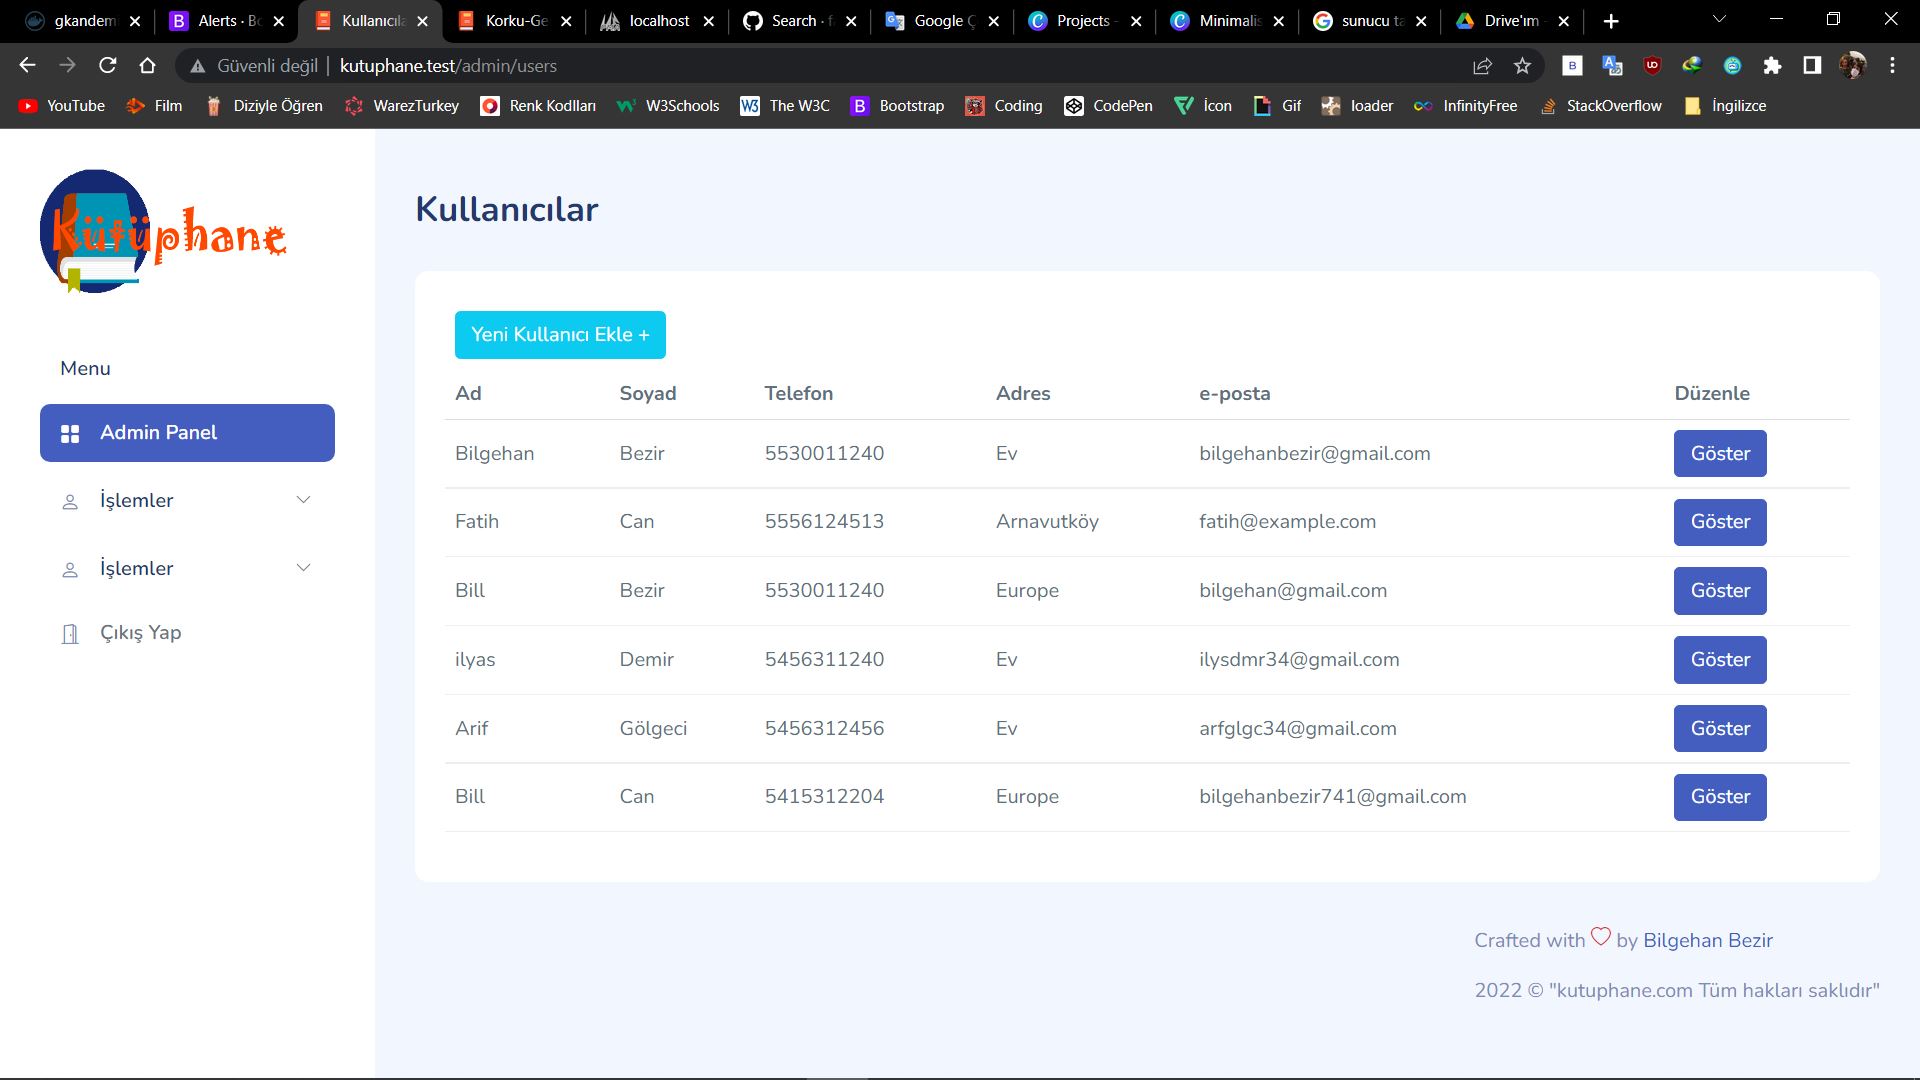 gkandem
Alerts · Bo
Kullanıcıla
Korku-Ge
localhost
Search · f
Google Ç
Projects -
Minimalis
sunucu ta
Drive'ım -
Güvenli değil | kutuphane.test/admin/users
YouTube Film Diziyle Öğren WarezTurkey Renk Kodlları W3Schools The W3C Bootstrap Coding CodePen İcon Gif loader InfinityFree StackOverflow İngilizce
Kütüphane
Menu
Admin Panel
İşlemler
İşlemler
Çıkış Yap
Kullanıcılar
Yeni Kullanıcı Ekle +
Ad Soyad Telefon Adres e-posta Düzenle
Bilgehan Bezir 5530011240 Ev bilgehanbezir@gmail.com Göster
Fatih Can 5556124513 Arnavutköy fatih@example.com Göster
Bill Bezir 5530011240 Europe bilgehan@gmail.com Göster
ilyas Demir 5456311240 Ev ilysdmr34@gmail.com Göster
Arif Gölgeci 5456312456 Ev arfglgc34@gmail.com Göster
Bill Can 5415312204 Europe bilgehanbezir741@gmail.com Göster
Crafted with by Bilgehan Bezir
2022 © "kutuphane.com Tüm hakları saklıdır"